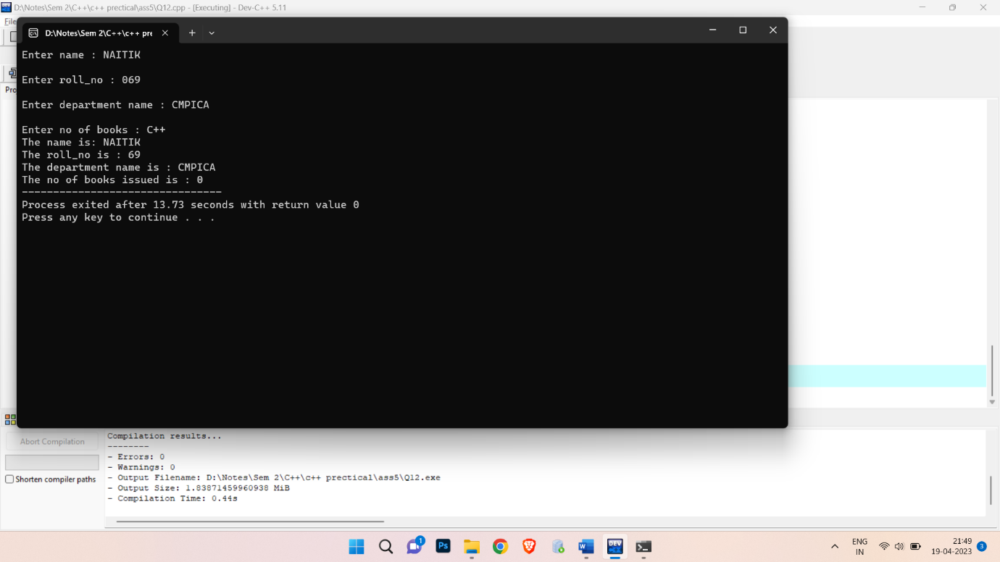 D:\Notes\Sem 2\C++\c++ prectical\ass5\Q12.cpp - [Executing] - Dev-C++ 5.11
File
D:\Notes\Sem 2\C++\c++ pre
Enter name : NAITIK
Enter roll_no : 069
Pro
Enter department name : CMPICA
Enter no of books : C++
The name is: NAITIK
The roll_no is : 69
The department name is : CMPICA
The no of books issued is : 0
--------------------------------
Process exited after 13.73 seconds with return value 0
Press any key to continue . . .
Abort Compilation
Shorten compiler paths
Compilation results...
--------
- Errors: 0
- Warnings: 0
- Output Filename: D:\Notes\Sem 2\C++\c++ prectical\ass5\Q12.exe
- Output Size: 1.83871459960938 MiB
- Compilation Time: 0.44s
1
Ps
W
DEV
ENG
IN
21:49
19-04-2023
3